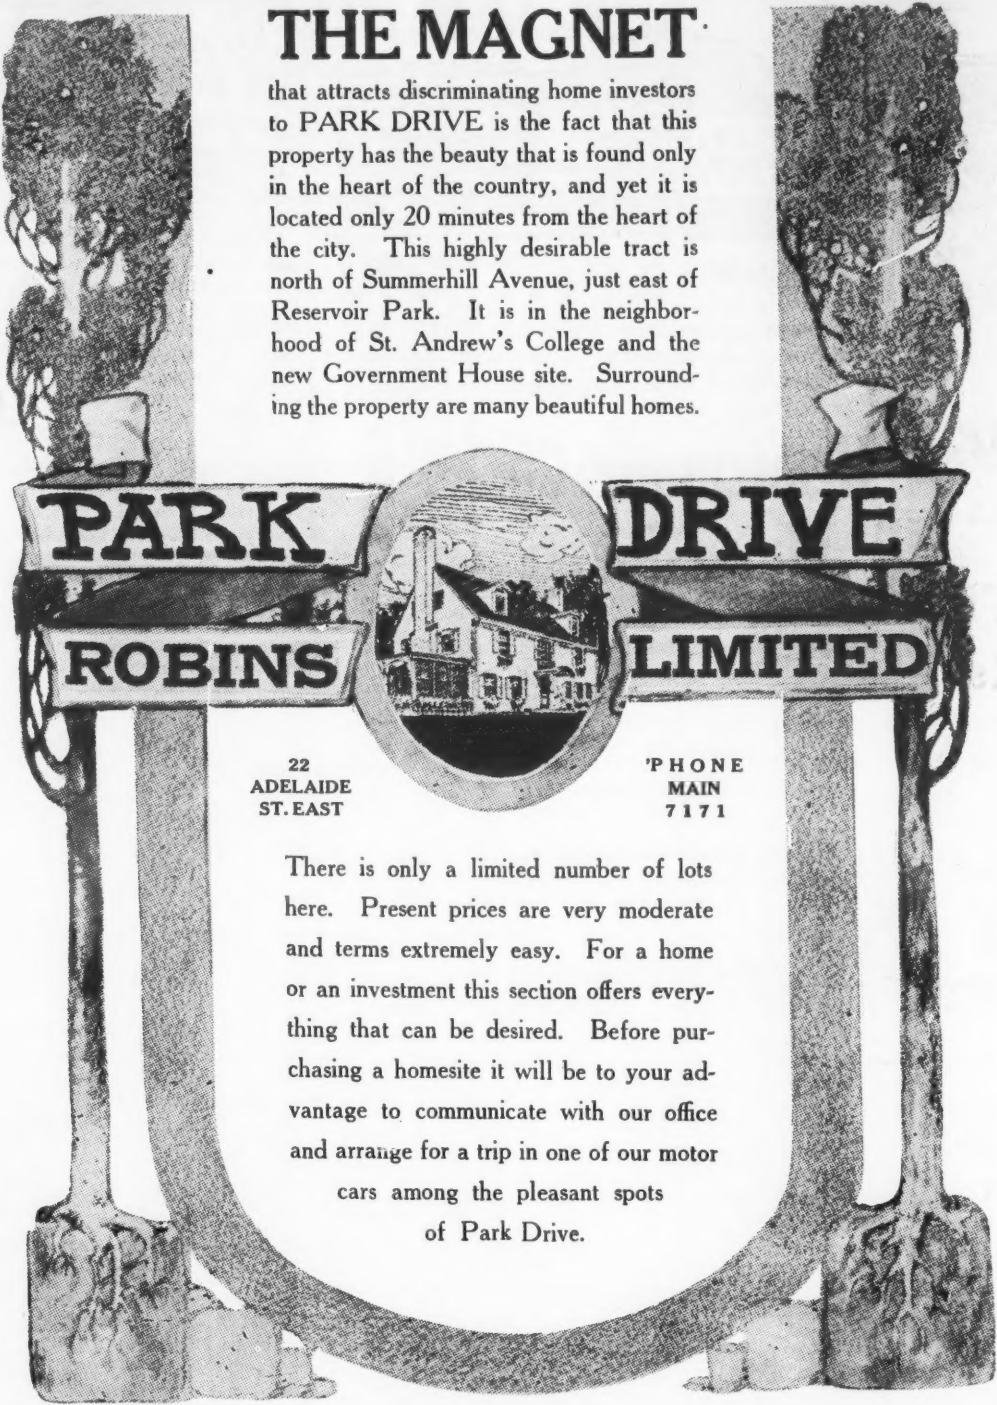 THE MAGNET
that attracts discriminating home investors
to PARK DRIVE is the fact that this
property has the beauty that is found only
in the heart of the country, and yet it is
located only 20 minutes from the heart of
the city. This highly desirable tract is
north of Summerhill Avenue, just east of
Reservoir Park. It is in the neighbor-
hood of St. Andrew's College and the
new Government House site. Surround-
ing the property are many beautiful homes.
PARK DRIVE
ROBINS LIMITED
22
ADELAIDE
ST. EAST
'PHONE
MAIN
7171
There is only a limited number of lots
here. Present prices are very moderate
and terms extremely easy. For a home
or an investment this section offers every-
thing that can be desired. Before pur-
chasing a homesite it will be to your ad-
vantage to communicate with our office
and arrange for a trip in one of our motor
cars among the pleasant spots
of Park Drive.